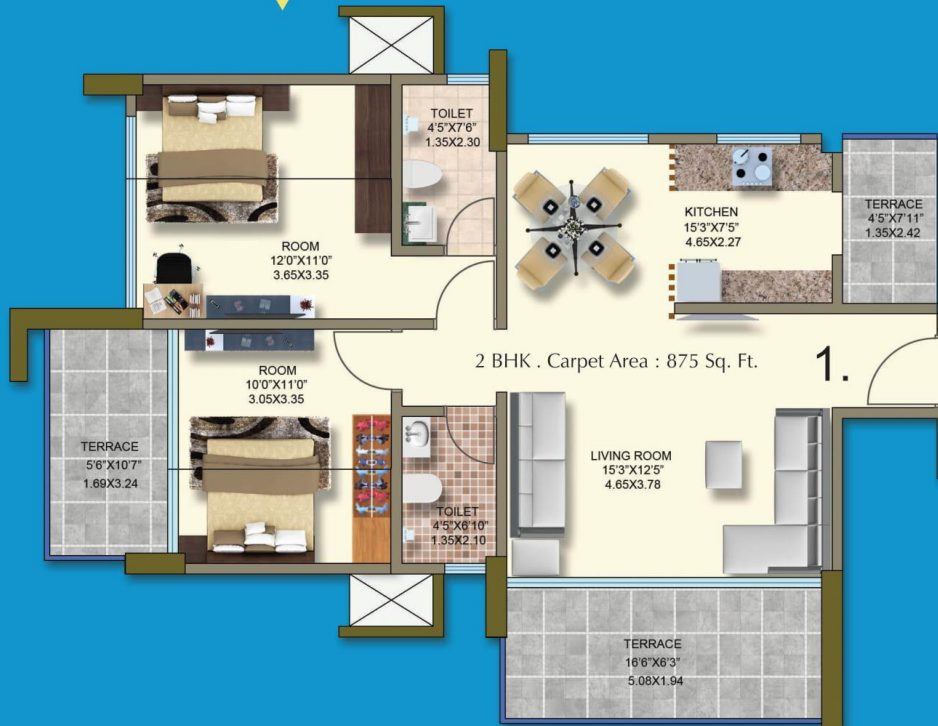 TOILET
4'5"X7'6"
1.35X2.30
KITCHEN
15'3"X7'5"
4.65X2.27
TERRACE
4'5"X7'11"
1.35X2.42
ROOM
12'0"X11'0"
3.65X3.35
2 BHK . Carpet Area : 875 Sq. Ft.
1.
ROOM
10'0"X11'0"
3.05X3.35
TERRACE
5'6"X10'7"
1.69X3.24
LIVING ROOM
15'3"X12'5"
4.65X3.78
TOILET
4'5"X6'10"
1.35X2.10
TERRACE
16'6"X6'3"
5.08X1.94